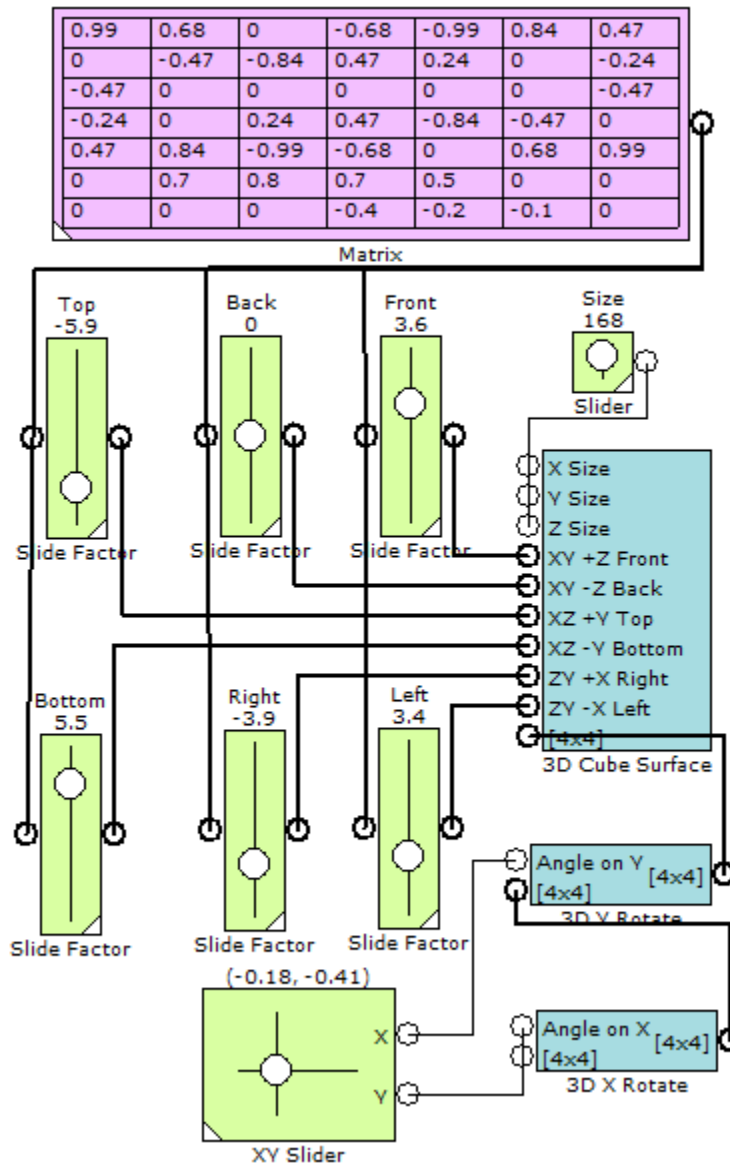 0.99 0.68 0 -0.68 -0.99 0.84 0.47
0 -0.47 -0.84 0.47 0.24 0 -0.24
-0.47 0 0 0 0 0 -0.47
-0.24 0 0.24 0.47 -0.84 -0.47 0
0.47 0.84 -0.99 -0.68 0 0.68 0.99
0 0.7 0.8 0.7 0.5 0 0
0 0 0 -0.4 -0.2 -0.1 0
Matrix
Top
-5.9
Slide Factor
Back
0
Slide Factor
Front
3.6
Slide Factor
Size
168
Slider
X Size
Y Size
Z Size
XY +Z Front
XY -Z Back
XZ +Y Top
XZ -Y Bottom
ZY +X Right
ZY -X Left
[4x4]
3D Cube Surface
Bottom
5.5
Slide Factor
Right
-3.9
Slide Factor
Left
3.4
Slide Factor
Angle on Y [4x4]
[4x4]
3D Y Rotate
(-0.18, -0.41)
X
Y
XY Slider
Angle on X [4x4]
[4x4]
3D X Rotate